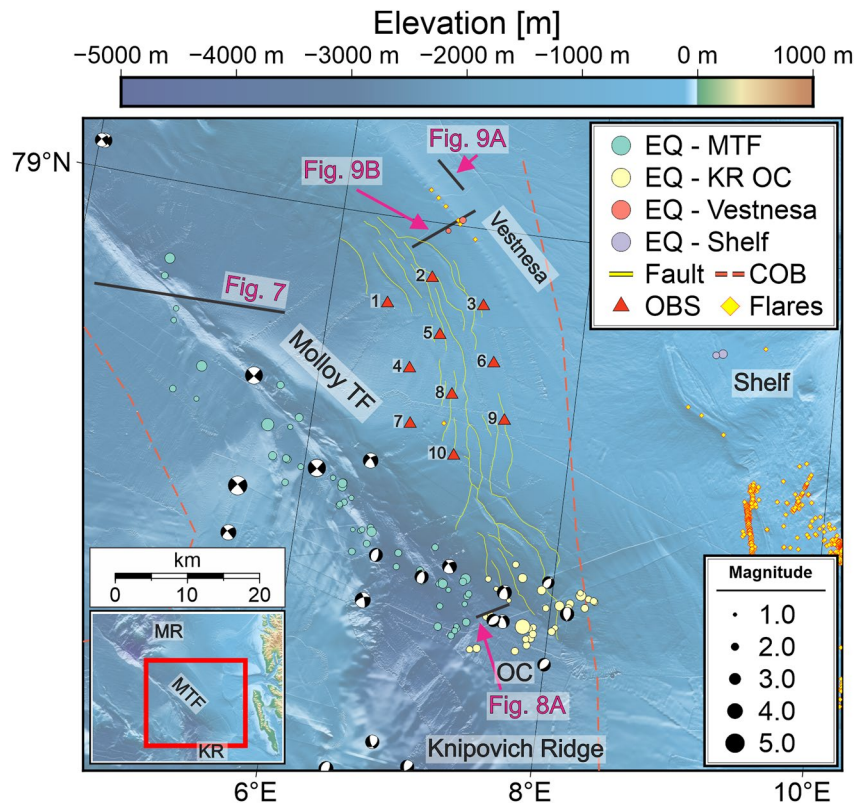 Elevation [m]
−5000 m −4000 m −3000 m −2000 m −1000 m 0 m 1000 m
79°N
Fig. 9A
Fig. 9B
Vestnesa
EQ - MTF
EQ - KR OC
EQ - Vestnesa
EQ - Shelf
Fault COB
OBS Flares
Fig. 7
1
2
3
4
5
6
7
8
9
10
Molloy TF
Shelf
km
0 10 20
MR
MTF
KR
OC
Fig. 8A
Knipovich Ridge
Magnitude
1.0
2.0
3.0
4.0
5.0
6°E 8°E 10°E